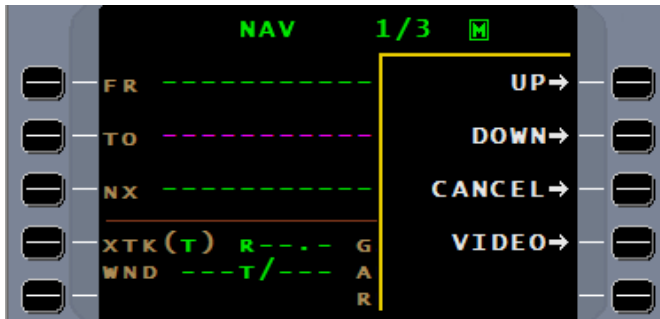 NAV 1/3 M
FR ----------- UP→
TO ----------- DOWN→
NX ----------- CANCEL→
XTK(T) R--.- G VIDEO→
WND ---T/--- A
R